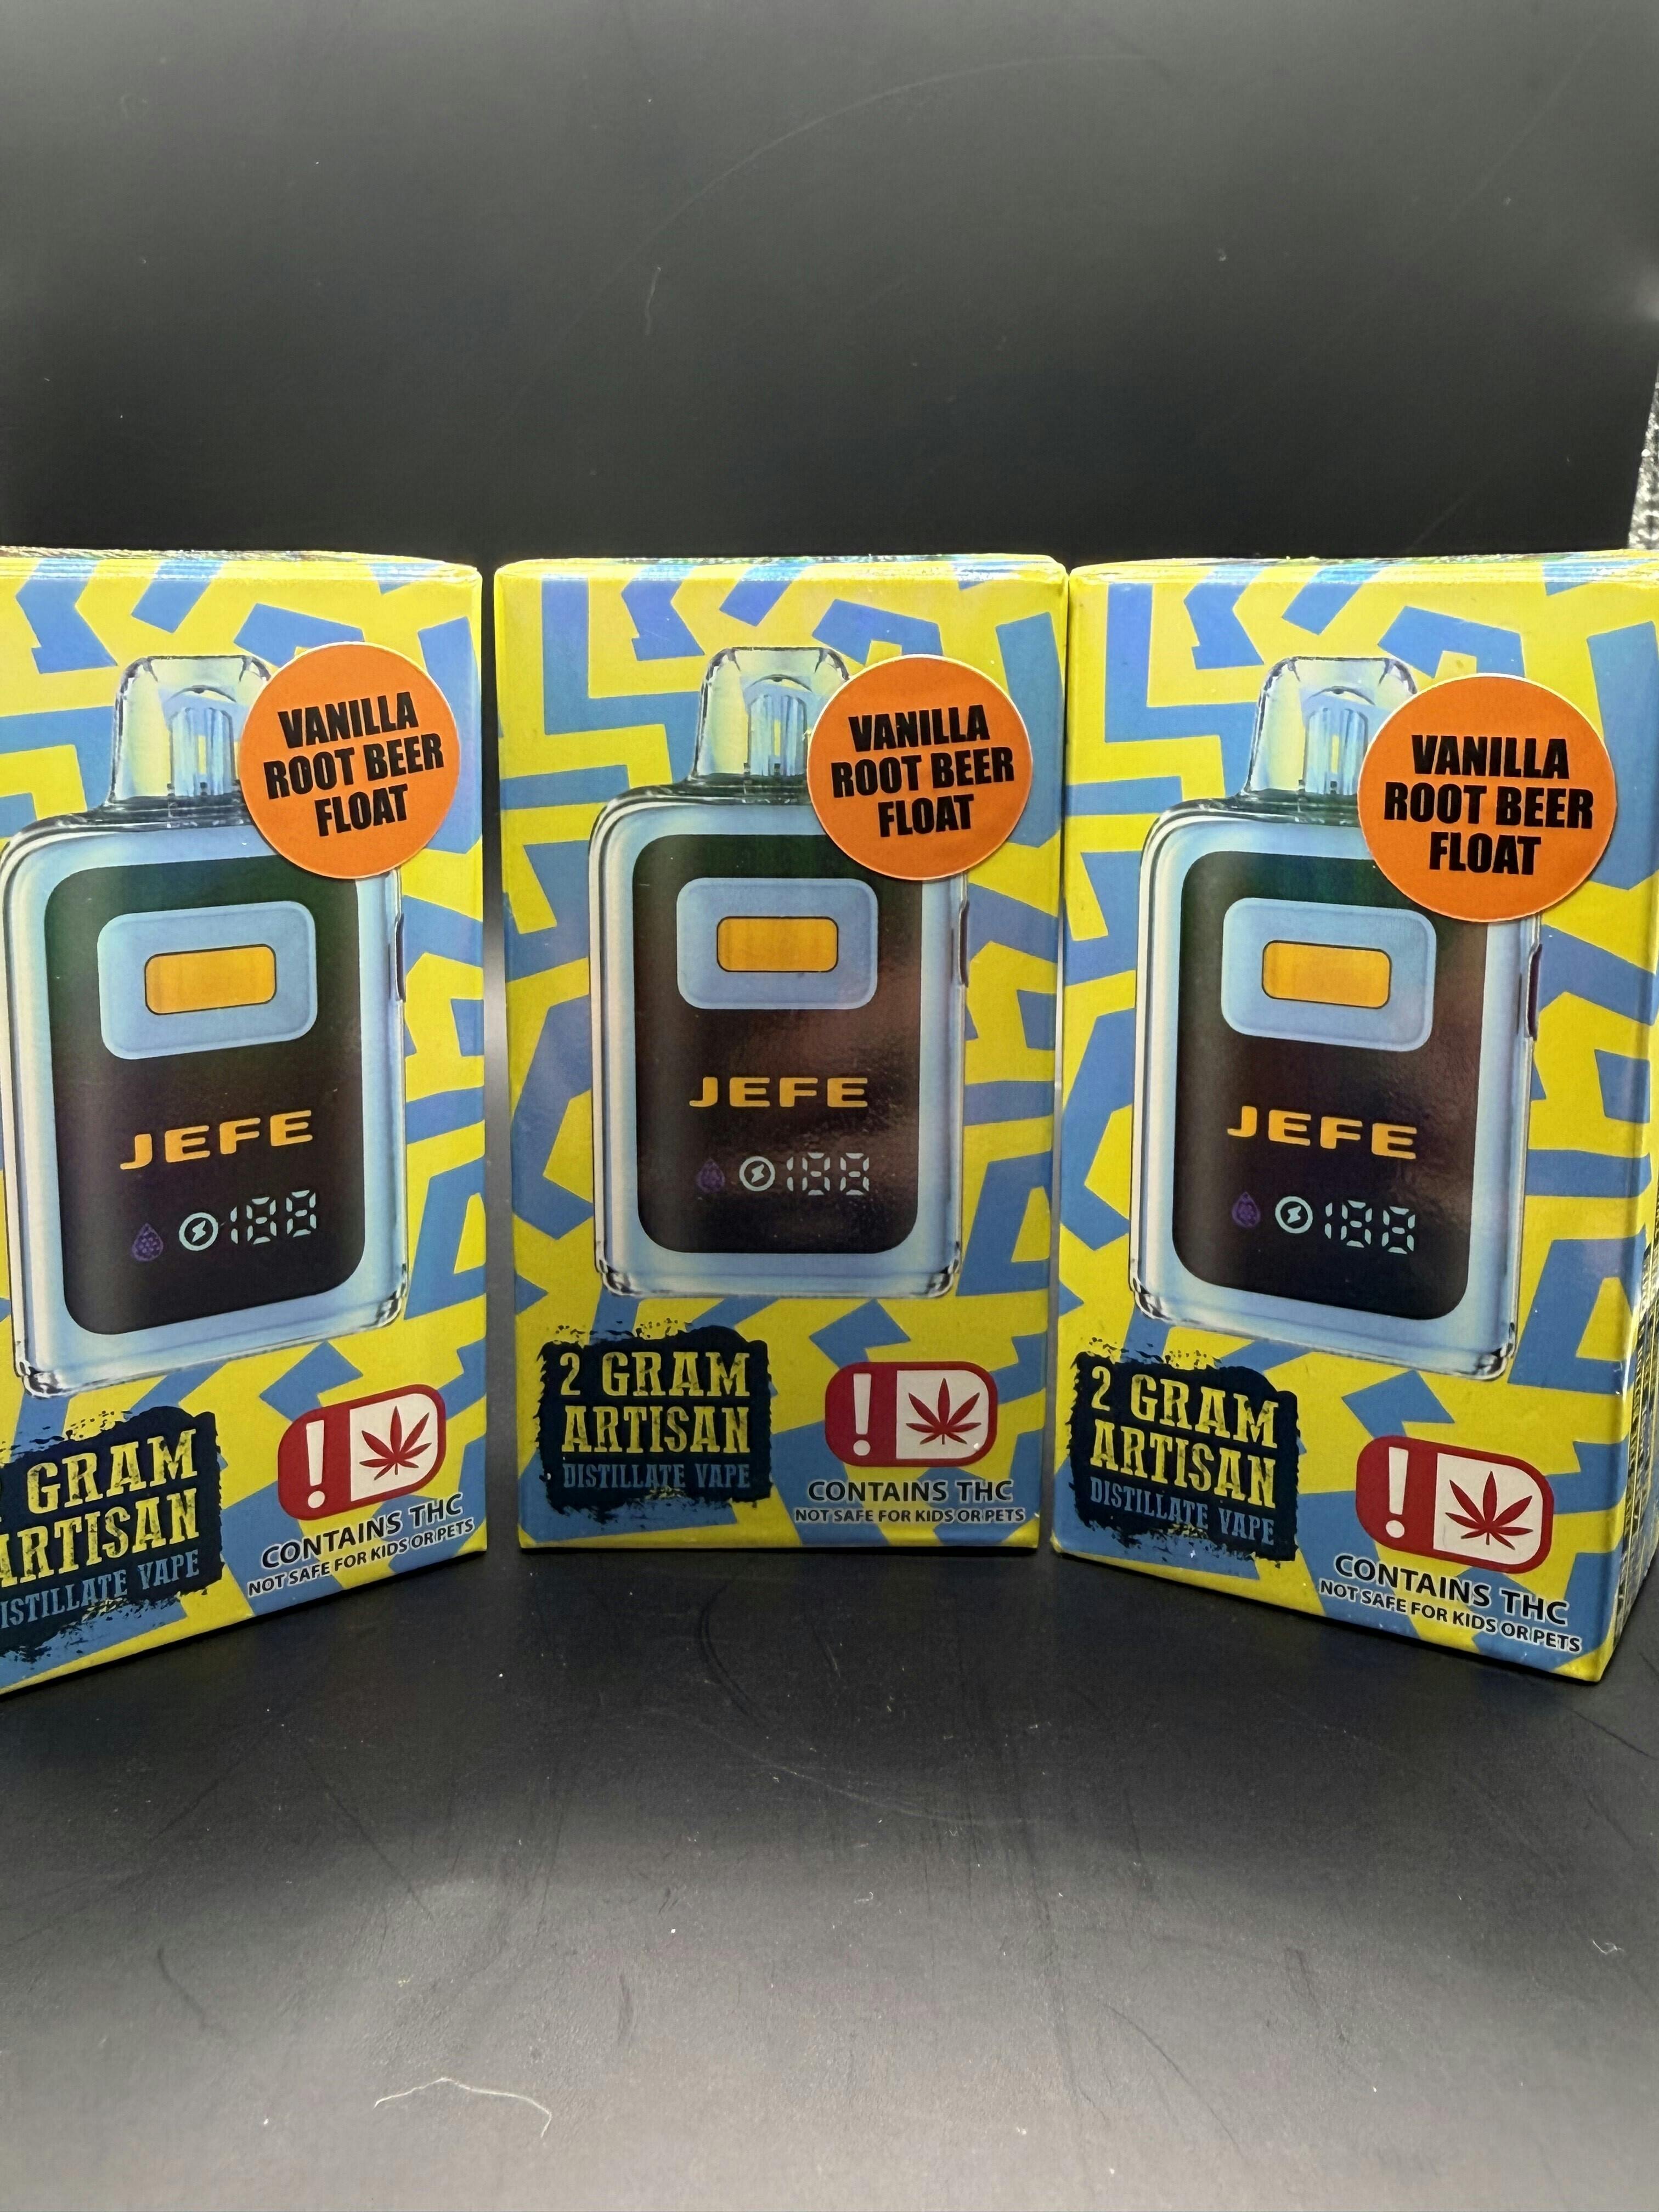 VANILLA
ROOT BEER
FLOAT
JEFE
188
GRAM
ARTISAN
DISTILLATE VAPE
!
CONTAINS THC
NOT SAFE FOR KIDS OR PETS
VANILLA
ROOT BEER
FLOAT
JEFE
188
2 GRAM
ARTISAN
DISTILLATE VAPE
!
CONTAINS THC
NOT SAFE FOR KIDS OR PETS
VANILLA
ROOT BEER
FLOAT
JEFE
188
2 GRAM
ARTISAN
DISTILLATE VAPE
!
CONTAINS THC
NOT SAFE FOR KIDS OR PETS